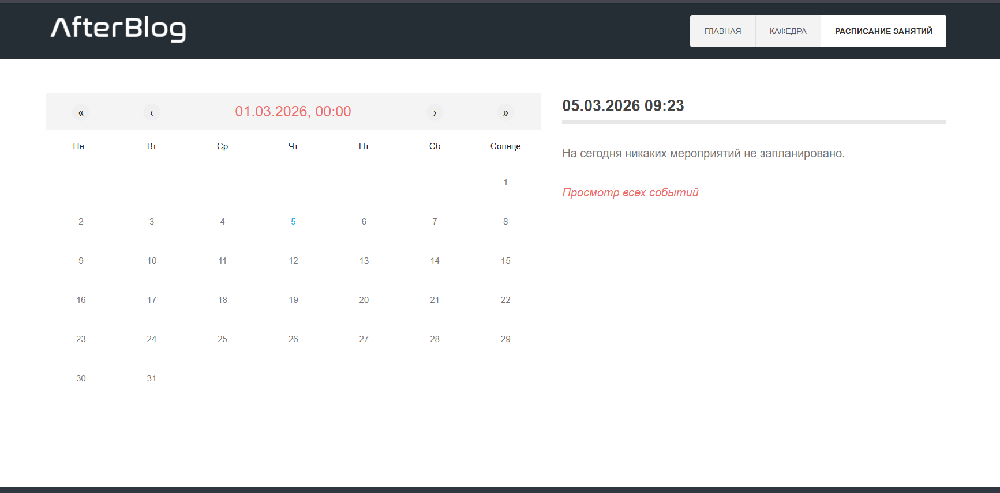 AfterBlog
ГЛАВНАЯ КАФЕДРА РАСПИСАНИЕ ЗАНЯТИЙ
« ‹ 01.03.2026, 00:00 › »
Пн . Вт Ср Чт Пт Сб Солнце
1
2 3 4 5 6 7 8
9 10 11 12 13 14 15
16 17 18 19 20 21 22
23 24 25 26 27 28 29
30 31
05.03.2026 09:23
На сегодня никаких мероприятий не запланировано.
Просмотр всех событий